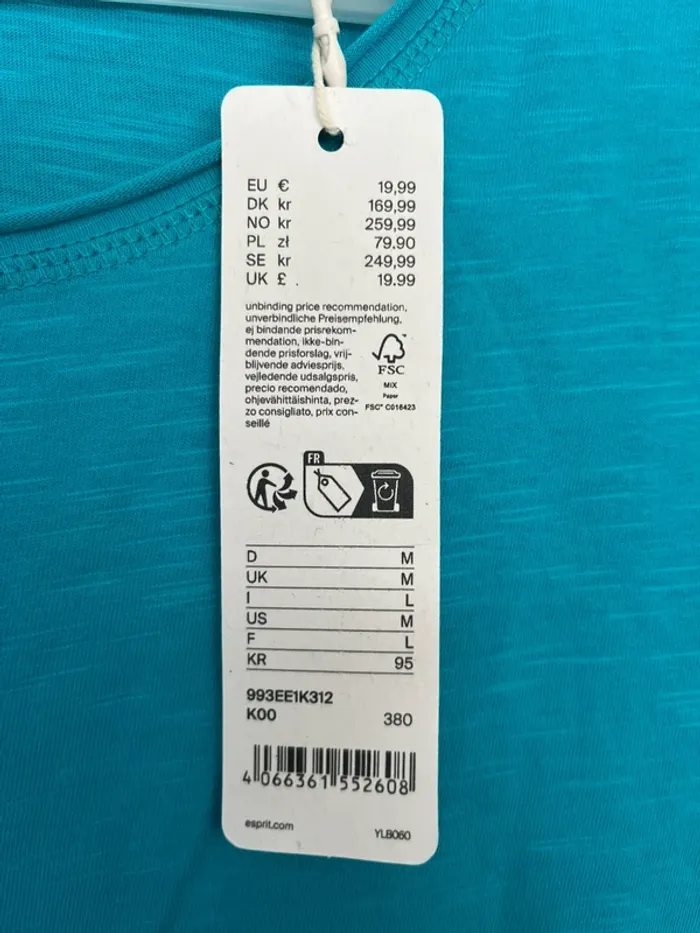 EU € 19,99
DK kr 169,99
NO kr 259,99
PL zł 79.90
SE kr 249,99
UK £ . 19.99
unbinding price recommendation,
unverbindliche Preisempfehlung,
ej bindande prisrekom-
mendation, ikke-bin-
dende prisforslag, vrij-
blijvende adviesprijs,
vejledende udsalgspris,
precio recomendado,
ohjevähittäishinta, prez-
zo consigliato, prix con-
seillé
FSC
MIX
Paper
FSC® C016423
FR
D M
UK M
I L
US M
F L
KR 95
993EE1K312
K00 380
4 066361 552608
esprit.com YLB060